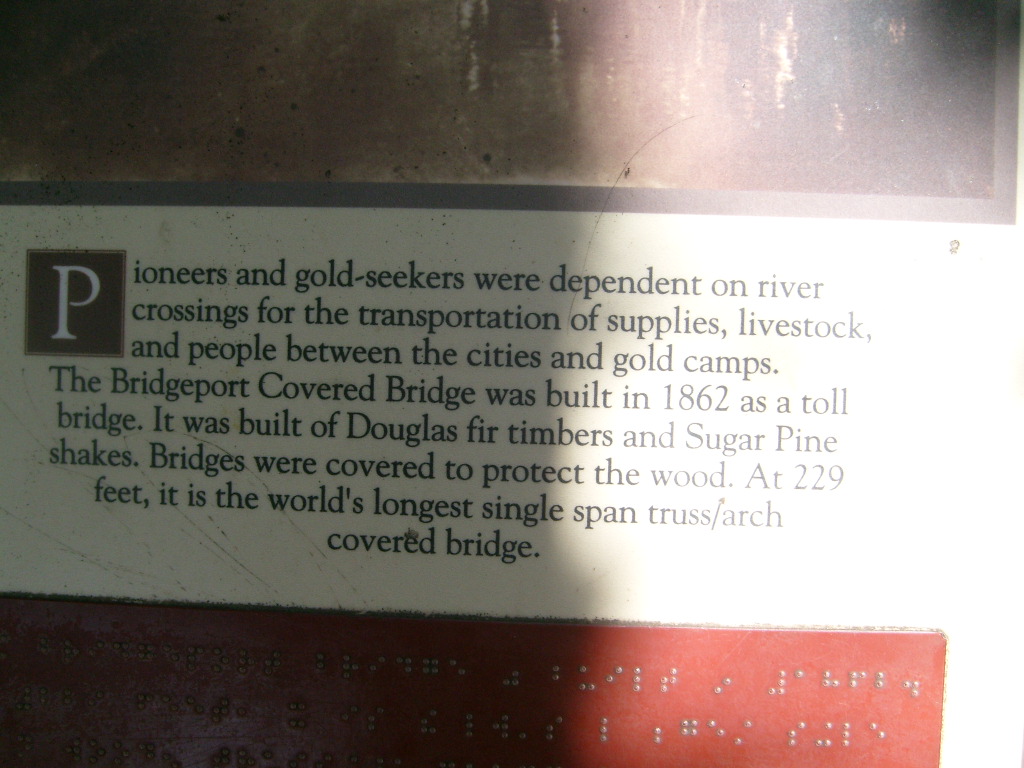 Pioneers and gold-seekers were dependent on river
crossings for the transportation of supplies, livestock,
and people between the cities and gold camps.
The Bridgeport Covered Bridge was built in 1862 as a toll
bridge. It was built of Douglas fir timbers and Sugar Pine
shakes. Bridges were covered to protect the wood. At 229
feet, it is the world's longest single span truss/arch
covered bridge.